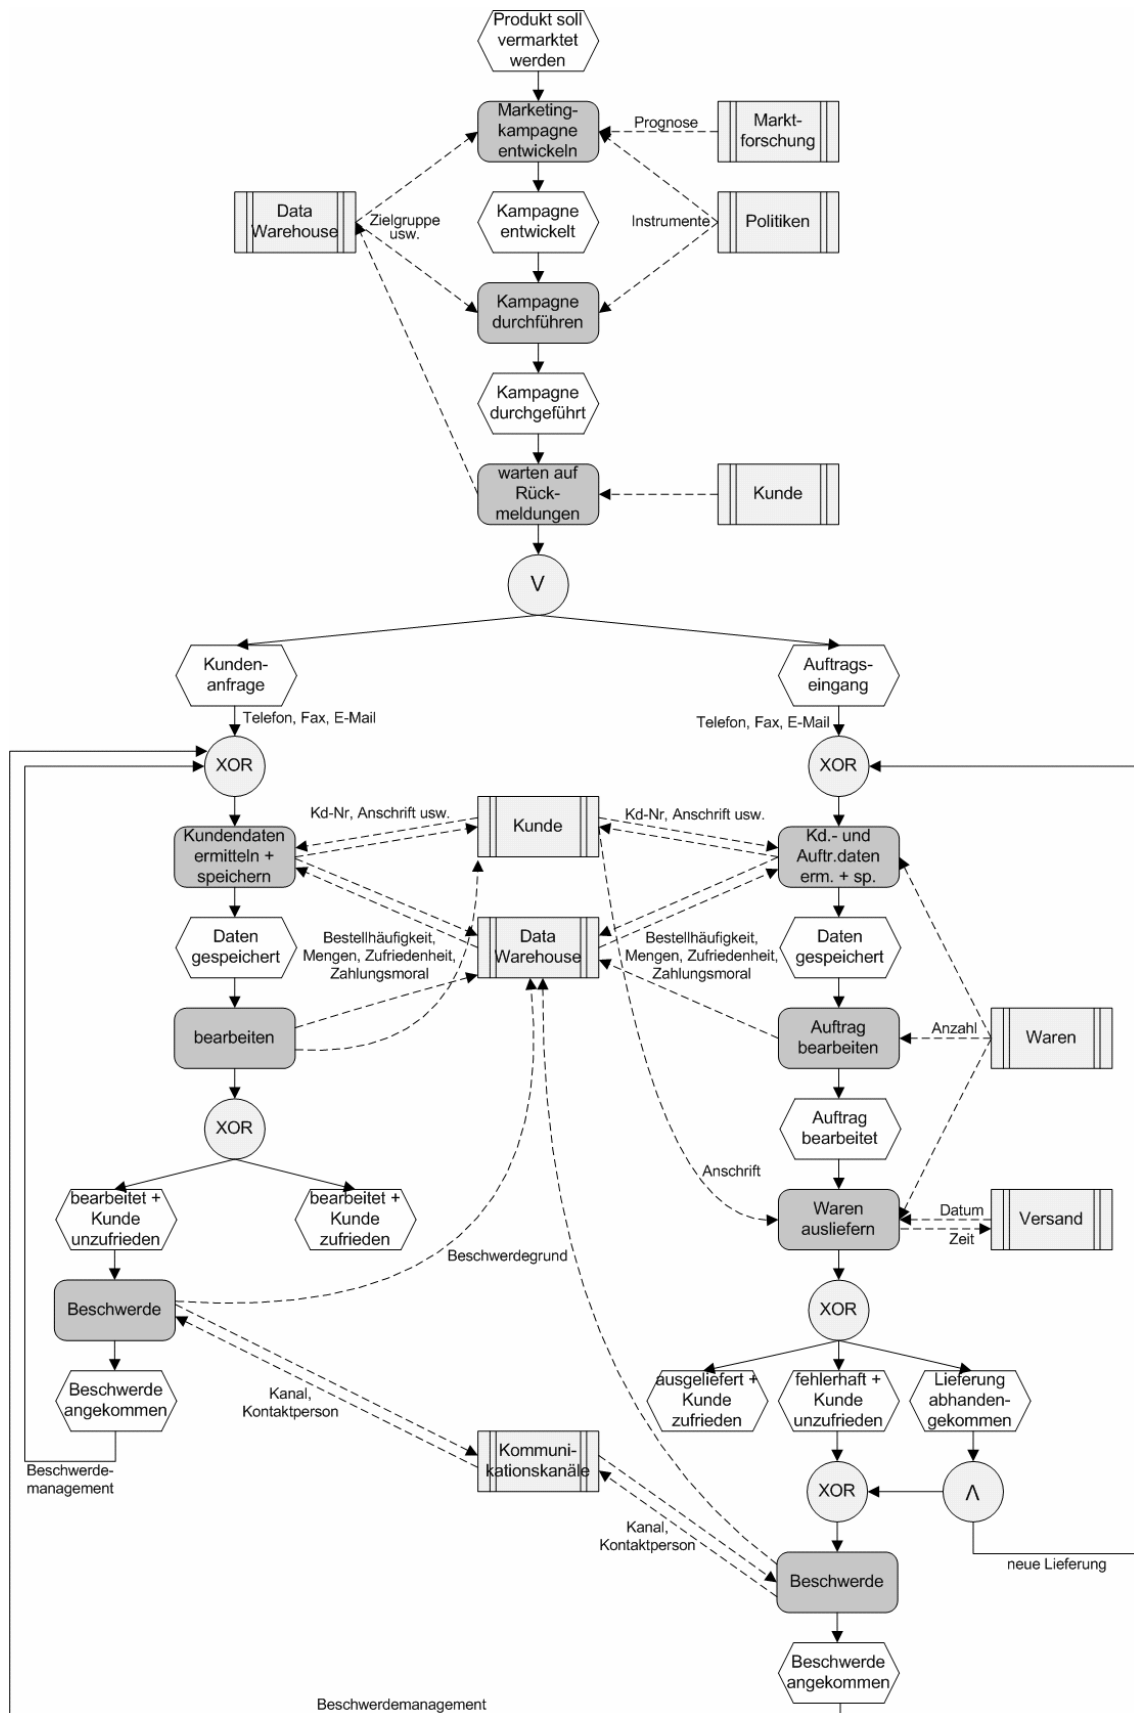 Produkt soll
vermarktet
werden
Marketing-
kampagne
entwickeln
Prognose
Markt-
forschung
Data
Warehouse
Zielgruppe
usw.
Kampagne
entwickelt
Instrumente
Politiken
Kampagne
durchführen
Kampagne
durchgeführt
warten auf
Rück-
meldungen
Kunde
V
Kunden-
anfrage
Auftrags-
eingang
Telefon, Fax, E-Mail
Telefon, Fax, E-Mail
XOR
XOR
Kundendaten
ermitteln +
speichern
Kd-Nr, Anschrift usw.
Kunde
Kd-Nr, Anschrift usw.
Kd.- und
Auftr.daten
erm. + sp.
Daten
gespeichert
Bestellhäufigkeit,
Mengen, Zufriedenheit,
Zahlungsmoral
Data
Warehouse
Bestellhäufigkeit,
Mengen, Zufriedenheit,
Zahlungsmoral
Daten
gespeichert
bearbeiten
Auftrag
bearbeiten
Anzahl
Waren
XOR
Auftrag
bearbeitet
Anschrift
bearbeitet +
Kunde
unzufrieden
bearbeitet +
Kunde
zufrieden
Waren
ausliefern
Datum
Zeit
Versand
Beschwerdegrund
Beschwerde
XOR
Beschwerde
angekommen
Kanal,
Kontaktperson
ausgeliefert +
Kunde
zufrieden
fehlerhaft +
Kunde
unzufrieden
Lieferung
abhanden-
gekommen
Beschwerde-
management
Kommuni-
kationskanäle
XOR
Λ
Kanal,
Kontaktperson
neue Lieferung
Beschwerde
Beschwerde
angekommen
Beschwerdemanagement